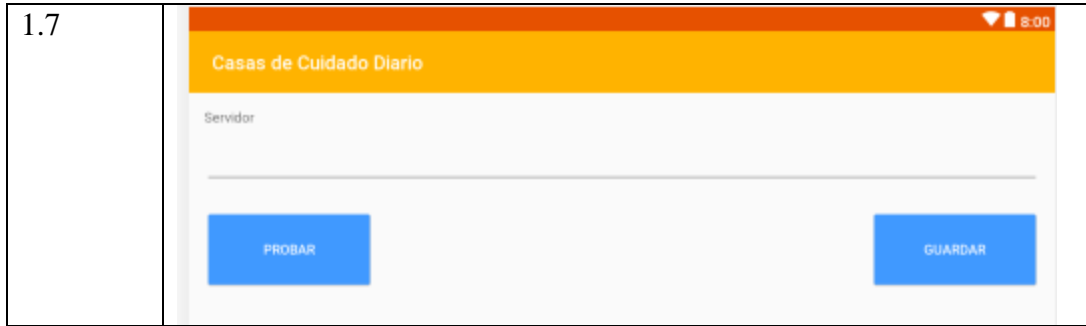 1.7
8:00
Casas de Cuidado Diario
Servidor
PROBAR
GUARDAR